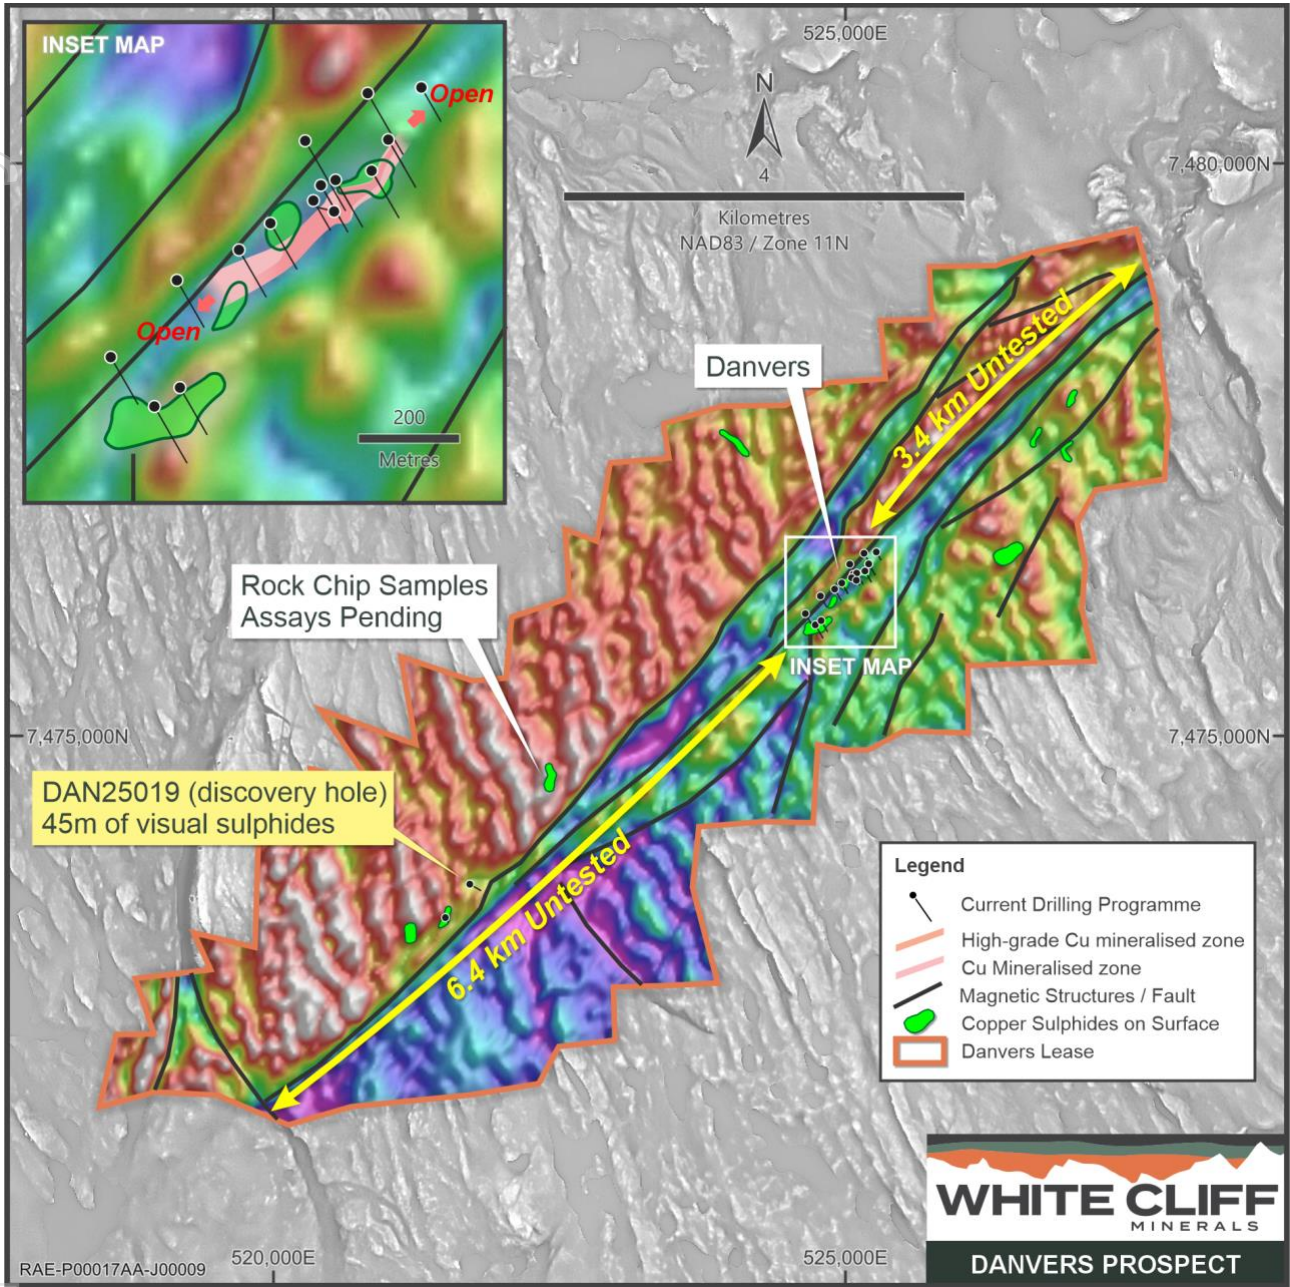 INSET MAP
Open
Open
200
Metres
525,000E
N
4
Kilometres
NAD83 / Zone 11N
7,480,000N
Danvers
3.4 km Untested
Rock Chip Samples
Assays Pending
INSET MAP
7,475,000N
7,475,000N
DAN25019 (discovery hole)
45m of visual sulphides
6.4 km Untested
Legend
Current Drilling Programme
High-grade Cu mineralised zone
Cu Mineralised zone
Magnetic Structures / Fault
Copper Sulphides on Surface
Danvers Lease
WHITE CLIFF
MINERALS
DANVERS PROSPECT
RAE-P00017AA-J00009
520,000E
525,000E